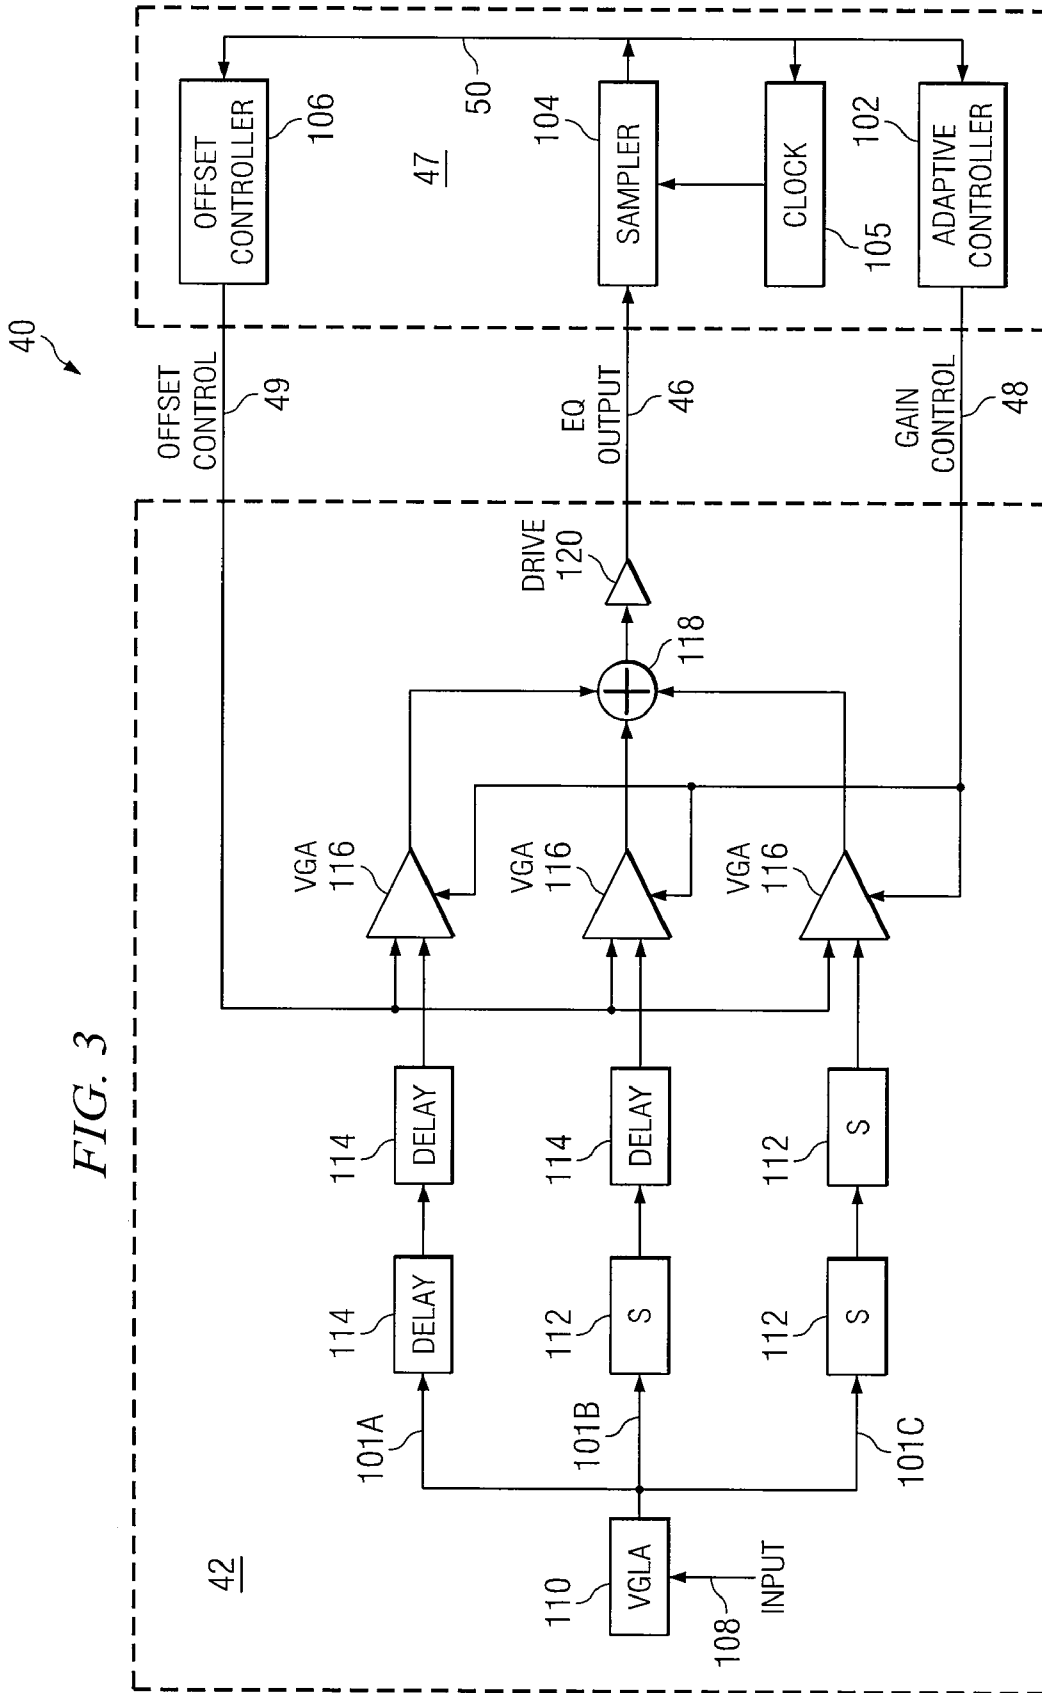 FIG. 3
40
42
INPUT
108
VGLA
110
101A
101B
101C
DELAY
114
DELAY
114
S
112
DELAY
114
S
112
S
112
VGA
116
VGA
116
VGA
116
118
DRIVE
120
OFFSET
CONTROL
49
EQ
OUTPUT
46
GAIN
CONTROL
48
47
OFFSET
CONTROLLER
106
50
SAMPLER
104
CLOCK
105
ADAPTIVE
CONTROLLER
102